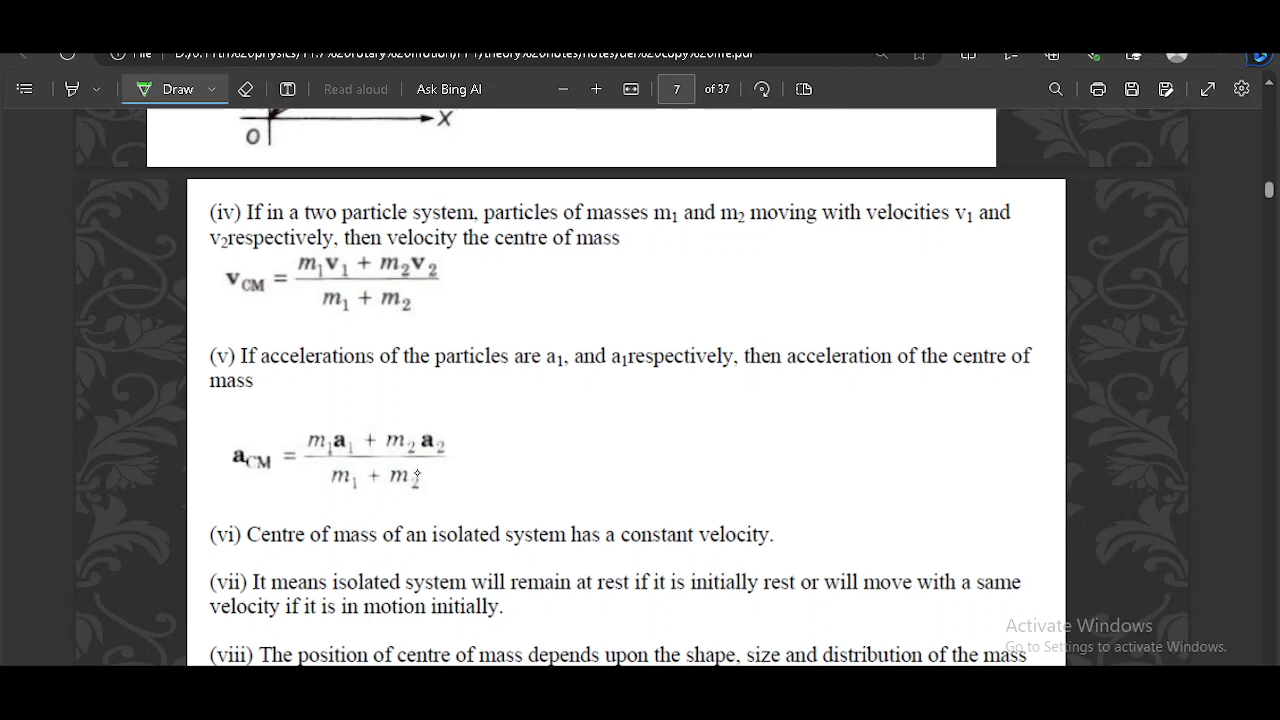 Draw
Read aloud
Ask Bing AI
7
of 37
X
O
(iv) If in a two particle system, particles of masses m₁ and m₂ moving with velocities v₁ and
v₂respectively, then velocity the centre of mass
v_CM = (m₁v₁ + m₂v₂) / (m₁ + m₂)
(v) If accelerations of the particles are a₁, and a₁respectively, then acceleration of the centre of
mass
a_CM = (m₁a₁ + m₂a₂) / (m₁ + m₂)
(vi) Centre of mass of an isolated system has a constant velocity.
(vii) It means isolated system will remain at rest if it is initially rest or will move with a same
velocity if it is in motion initially.
(viii) The position of centre of mass depends upon the shape, size and distribution of the mass
Activate Windows
Go to Settings to activate Windows.